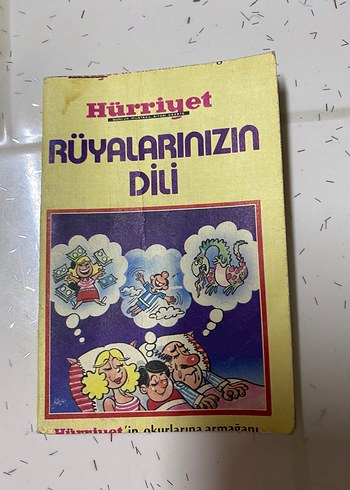 Hürriyet
RÜYALARINIZIN
DİLİ
Hürriyet'in okurlarına armağanı